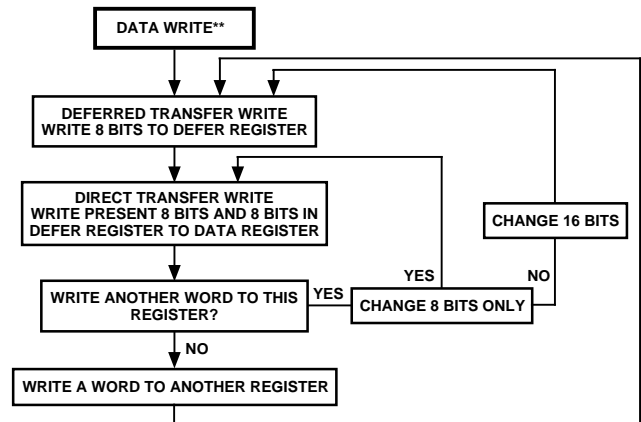 DATA WRITE**
DEFERRED TRANSFER WRITE
WRITE 8 BITS TO DEFER REGISTER
DIRECT TRANSFER WRITE
WRITE PRESENT 8 BITS AND 8 BITS IN
DEFER REGISTER TO DATA REGISTER
CHANGE 16 BITS
YES
NO
WRITE ANOTHER WORD TO THIS
REGISTER?
YES
CHANGE 8 BITS ONLY
NO
WRITE A WORD TO ANOTHER REGISTER